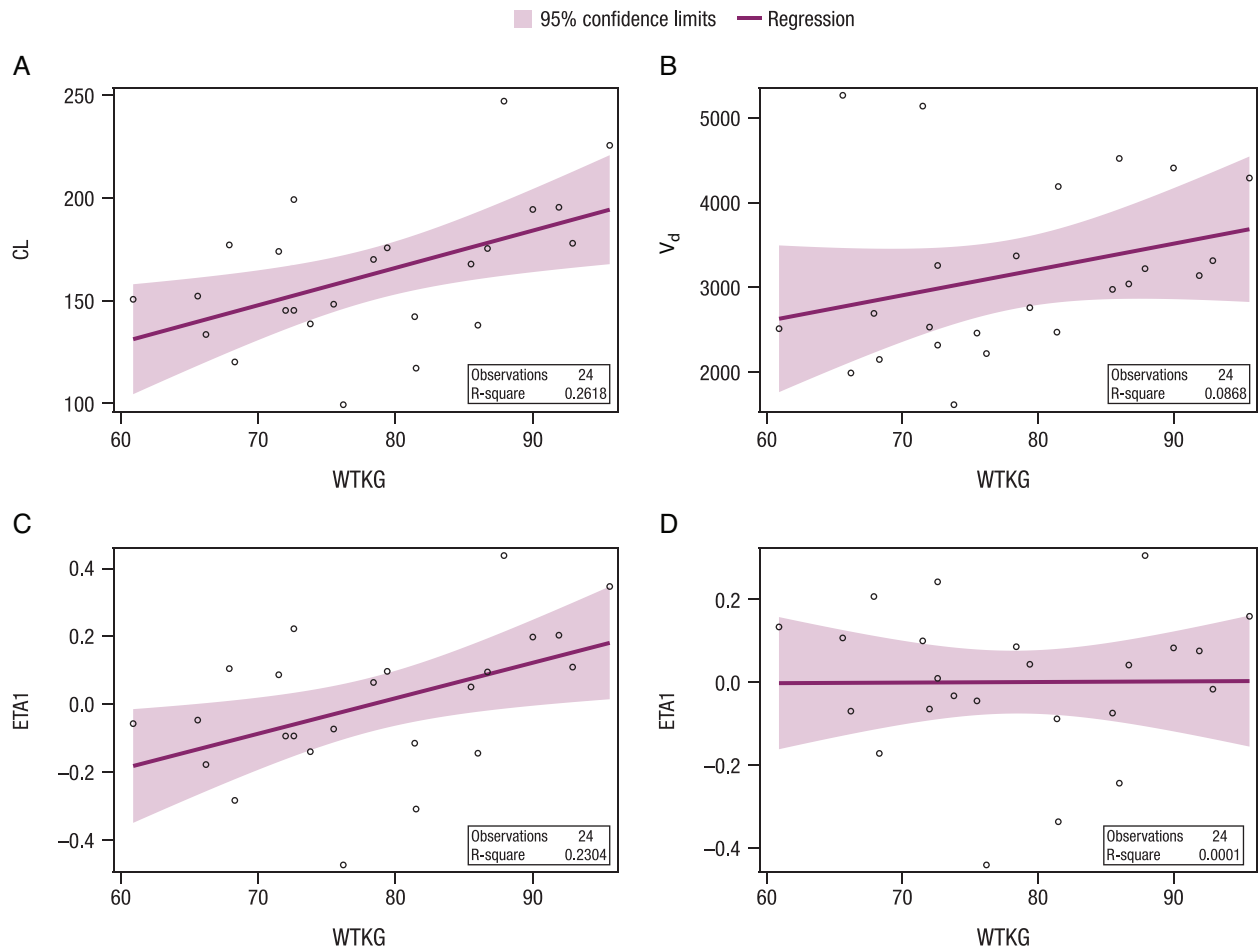 95% confidence limits Regression
A
250
200
150
100
CL
60 70 80 90
WTKG
Observations 24
R-square 0.2618
B
5000
4000
3000
2000
Vd
60 70 80 90
WTKG
Observations 24
R-square 0.0868
C
0.4
0.2
0.0
–0.2
–0.4
ETA1
60 70 80 90
WTKG
Observations 24
R-square 0.2304
D
0.2
0.0
–0.2
–0.4
ETA1
60 70 80 90
WTKG
Observations 24
R-square 0.0001